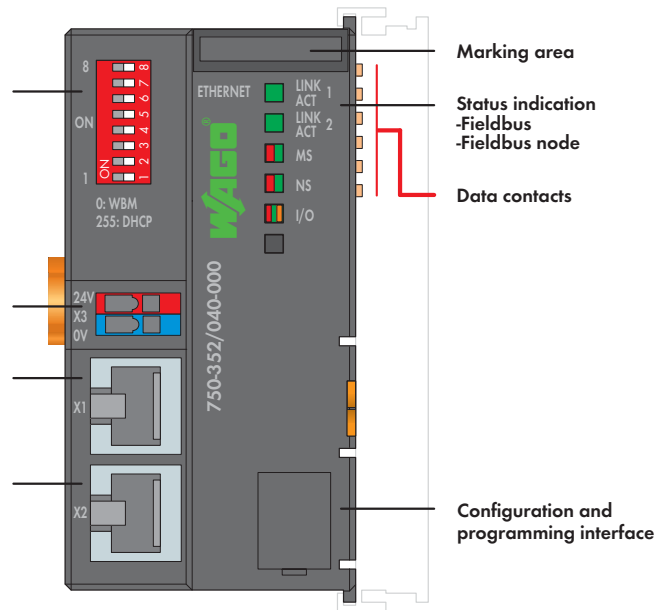 Marking area
8
8
7
6
5
4
3
2
1
ON
ON
1
0: WBM
255: DHCP
ETHERNET
LINK
ACT
1
LINK
ACT
2
MS
NS
I/O
WAGO
®
750-352/040-000
Status indication
-Fieldbus
-Fieldbus node
Data contacts
24V
X3
0V
X1
X2
Configuration and
programming interface